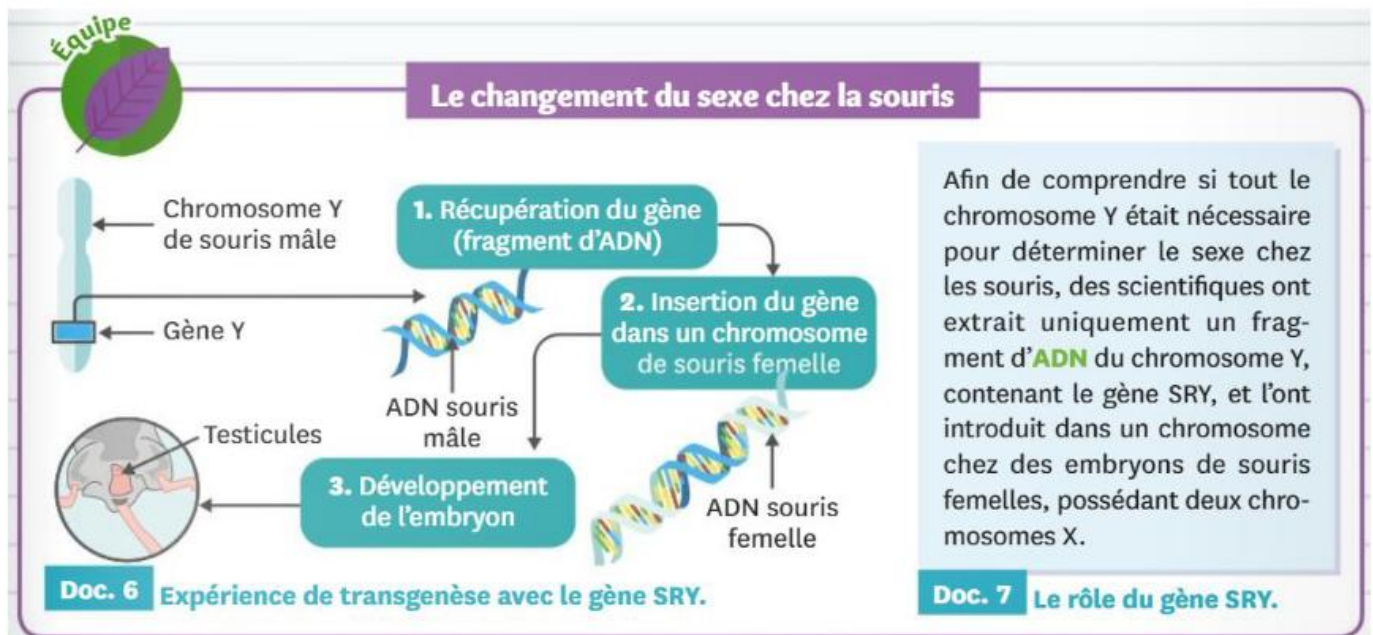 Équipe
Le changement du sexe chez la souris
Chromosome Y
de souris mâle
Gène Y
1. Récupération du gène
(fragment d'ADN)
ADN souris
mâle
2. Insertion du gène
dans un chromosome
de souris femelle
ADN souris
femelle
3. Développement
de l'embryon
Testicules
Doc. 6 Expérience de transgenèse avec le gène SRY.
Afin de comprendre si tout le
chromosome Y était nécessaire
pour déterminer le sexe chez
les souris, des scientifiques ont
extrait uniquement un frag-
ment d'ADN du chromosome Y,
contenant le gène SRY, et l'ont
introduit dans un chromosome
chez des embryons de souris
femelles, possédant deux chro-
mosomes X.
Doc. 7 Le rôle du gène SRY.